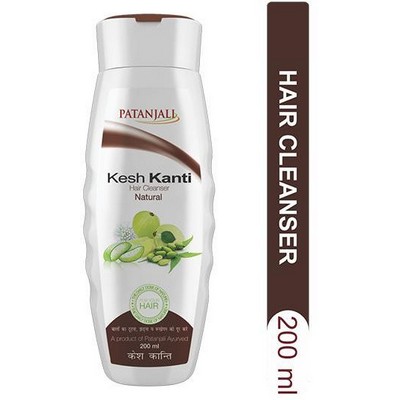 PATANJALI
Kesh Kanti
Hair Cleanser
Natural
HAIR
A product of Patanjali Ayurved
200 ml
केश कान्ति
HAIR CLEANSER
200 ml